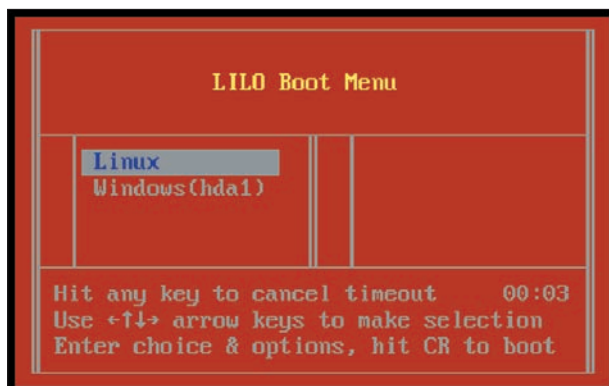 LILO Boot Menu
Linux
Windows(hda1)
Hit any key to cancel timeout 00:03
Use ←↑↓→ arrow keys to make selection
Enter choice & options, hit CR to boot